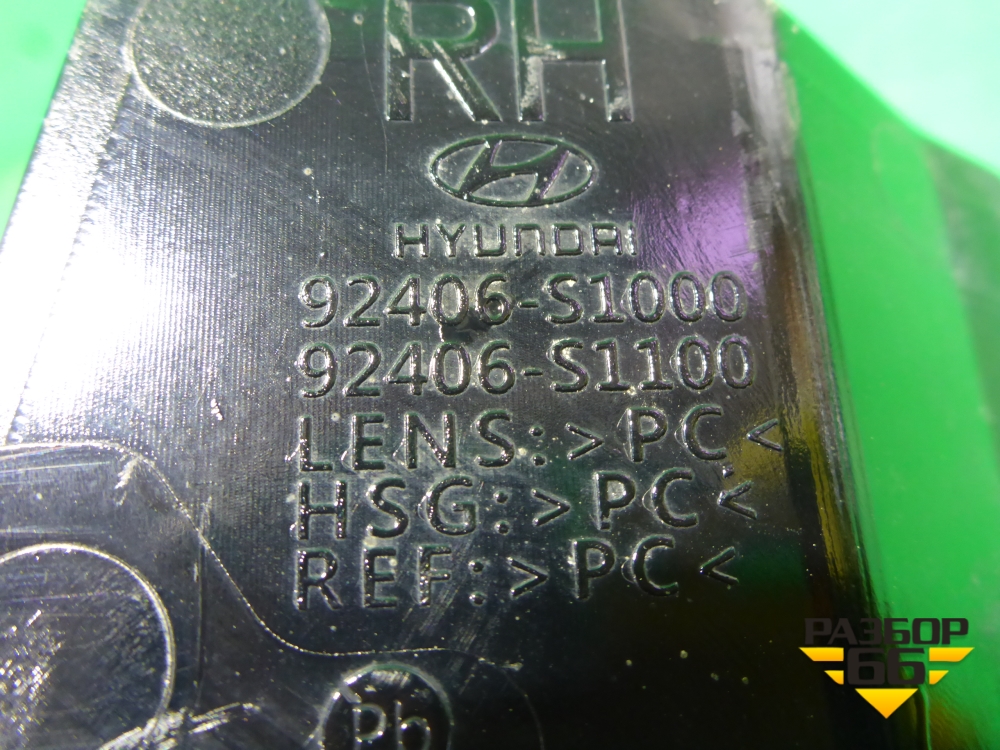 RH
HYUNDAI
92406-S1000
92406-S1100
LENS:>PC<
HSG:>PC<
REF:>PC<
Pb
РАЗБОР
66